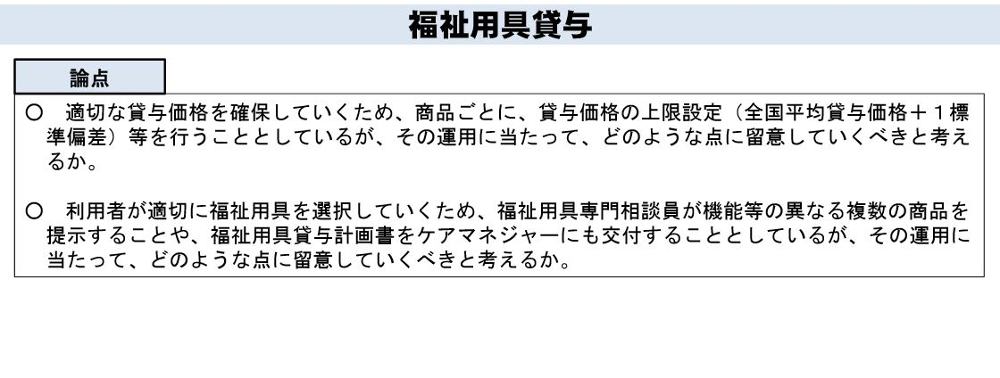 福祉用具貸与
論点
○　適切な貸与価格を確保していくため、商品ごとに、貸与価格の上限設定（全国平均貸与価格＋１標
準偏差）等を行うこととしているが、その運用に当たって、どのような点に留意していくべきと考え
るか。
○　利用者が適切に福祉用具を選択していくため、福祉用具専門相談員が機能等の異なる複数の商品を
提示することや、福祉用具貸与計画書をケアマネジャーにも交付することとしているが、その運用に
当たって、どのような点に留意していくべきと考えるか。